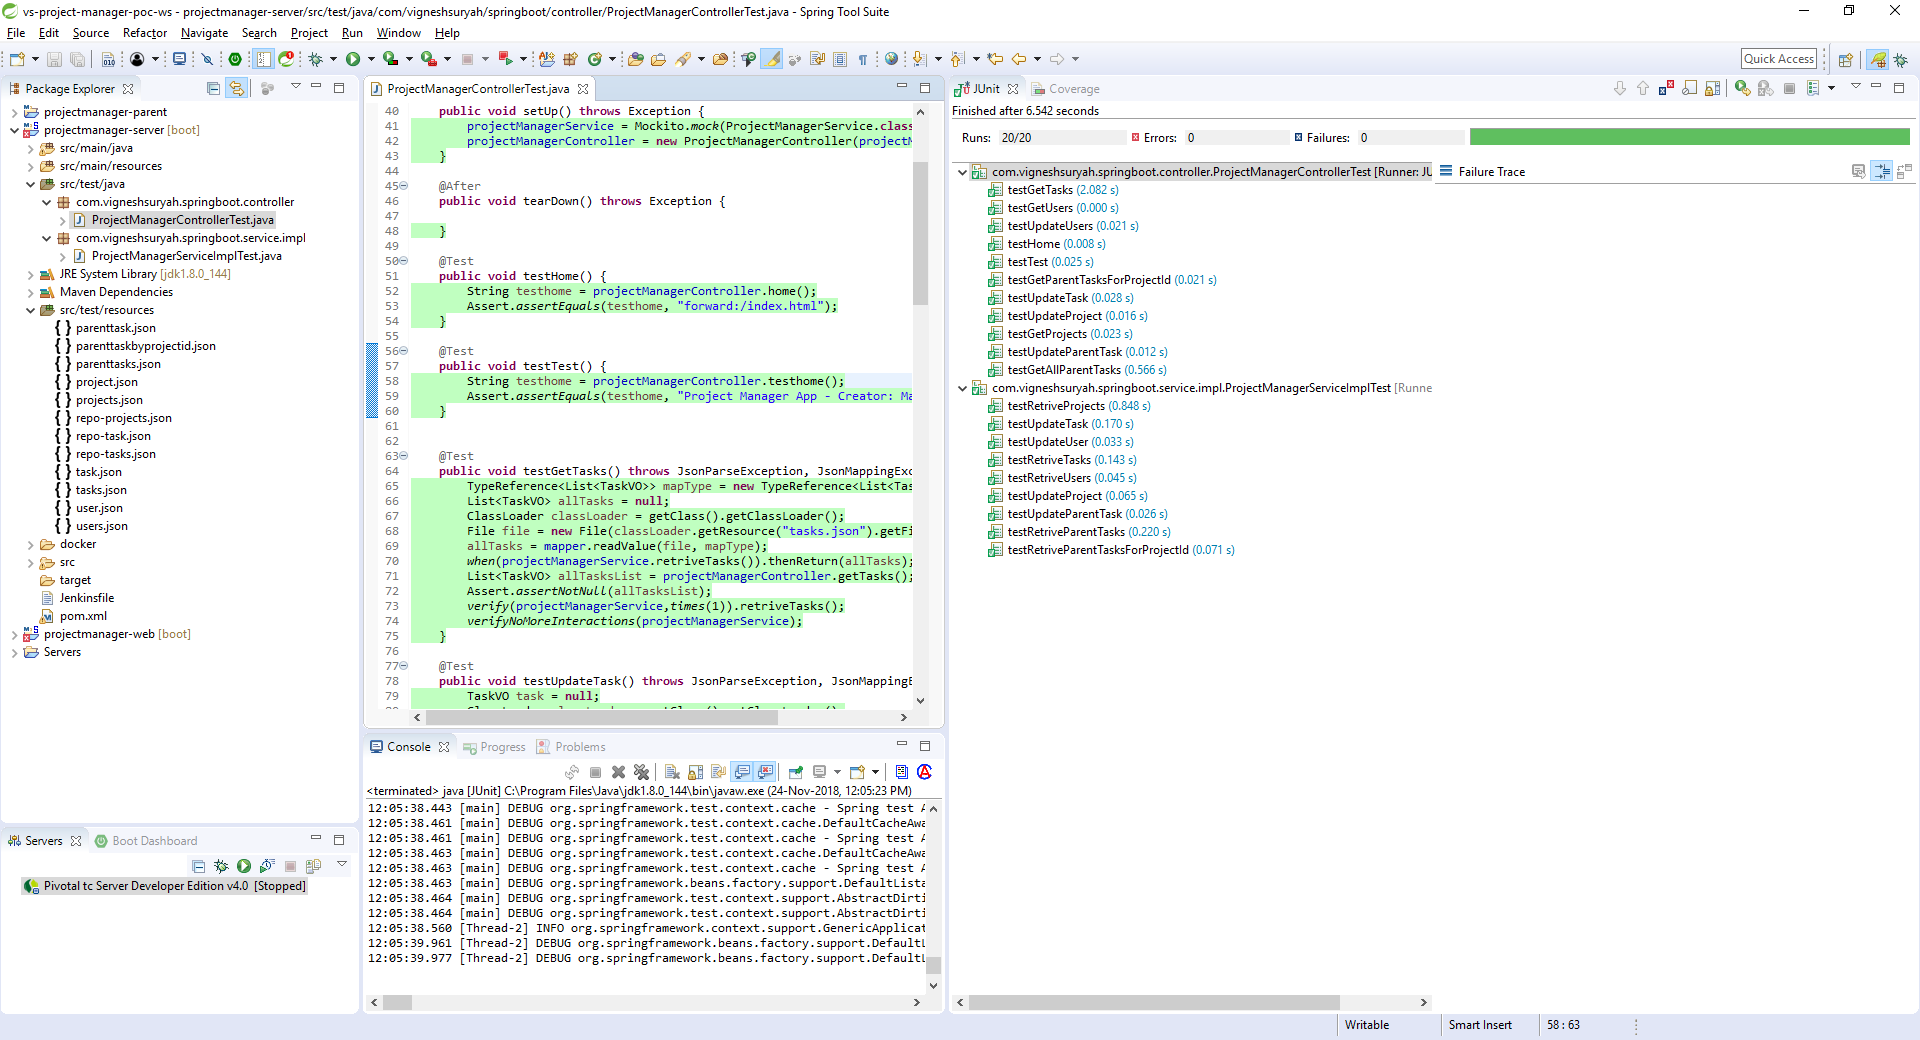 vs-project-manager-poc-ws - projectmanager-server/src/test/java/com/vigneshsuryah/springboot/controller/ProjectManagerControllerTest.java - Spring Tool Suite
File Edit Source Refactor Navigate Search Project Run Window Help
Quick Access
Package Explorer
projectmanager-parent
projectmanager-server [boot]
src/main/java
src/main/resources
src/test/java
com.vigneshsuryah.springboot.controller
ProjectManagerControllerTest.java
com.vigneshsuryah.springboot.service.impl
ProjectManagerServiceImplTest.java
JRE System Library [jdk1.8.0_144]
Maven Dependencies
src/test/resources
parenttask.json
parenttaskbyprojectid.json
parenttasks.json
project.json
projects.json
repo-projects.json
repo-task.json
repo-tasks.json
task.json
tasks.json
user.json
users.json
docker
src
target
Jenkinsfile
pom.xml
projectmanager-web [boot]
Servers
Servers Boot Dashboard
Pivotal tc Server Developer Edition v4.0 [Stopped]
ProjectManagerControllerTest.java
40 public void setUp() throws Exception {
41 projectManagerService = Mockito.mock(ProjectManagerService.class
42 projectManagerController = new ProjectManagerController(project
43 }
44
45 @After
46 public void tearDown() throws Exception {
47
48 }
49
50 @Test
51 public void testHome() {
52 String testhome = projectManagerController.home();
53 Assert.assertEquals(testhome, "forward:/index.html");
54 }
55
56 @Test
57 public void testTest() {
58 String testhome = projectManagerController.testhome();
59 Assert.assertEquals(testhome, "Project Manager App - Creator: Ma
60 }
61
62
63 @Test
64 public void testGetTasks() throws JsonParseException, JsonMappingExc
65 TypeReference<List<TaskVO>> mapType = new TypeReference<List<Tas
66 List<TaskVO> allTasks = null;
67 ClassLoader classLoader = getClass().getClassLoader();
68 File file = new File(classLoader.getResource("tasks.json").getFi
69 allTasks = mapper.readValue(file, mapType);
70 when(projectManagerService.retriveTasks()).thenReturn(allTasks);
71 List<TaskVO> allTasksList = projectManagerController.getTasks();
72 Assert.assertNotNull(allTasksList);
73 verify(projectManagerService,times(1)).retriveTasks();
74 verifyNoMoreInteractions(projectManagerService);
75 }
76
77 @Test
78 public void testUpdateTask() throws JsonParseException, JsonMappingE
79 TaskVO task = null;
Console Progress Problems
<terminated> java [JUnit] C:\Program Files\Java\jdk1.8.0_144\bin\javaw.exe (24-Nov-2018, 12:05:23 PM)
12:05:38.443 [main] DEBUG org.springframework.test.context.cache - Spring test A
12:05:38.461 [main] DEBUG org.springframework.test.context.cache.DefaultCacheAwa
12:05:38.461 [main] DEBUG org.springframework.test.context.cache - Spring test A
12:05:38.463 [main] DEBUG org.springframework.test.context.cache.DefaultCacheAwa
12:05:38.463 [main] DEBUG org.springframework.test.context.cache - Spring test A
12:05:38.463 [main] DEBUG org.springframework.beans.factory.support.DefaultLista
12:05:38.464 [main] DEBUG org.springframework.test.context.support.AbstractDirti
12:05:38.464 [main] DEBUG org.springframework.test.context.support.AbstractDirti
12:05:38.560 [Thread-2] INFO org.springframework.context.support.GenericApplicat
12:05:39.961 [Thread-2] DEBUG org.springframework.beans.factory.support.DefaultL
12:05:39.977 [Thread-2] DEBUG org.springframework.beans.factory.support.DefaultL
JUnit Coverage
Finished after 6.542 seconds
Runs: 20/20 Errors: 0 Failures: 0
com.vigneshsuryah.springboot.controller.ProjectManagerControllerTest [Runner: JU
testGetTasks (2.082 s)
testGetUsers (0.000 s)
testUpdateUsers (0.021 s)
testHome (0.008 s)
testTest (0.025 s)
testGetParentTasksForProjectId (0.021 s)
testUpdateTask (0.028 s)
testUpdateProject (0.016 s)
testGetProjects (0.023 s)
testUpdateParentTask (0.012 s)
testGetAllParentTasks (0.566 s)
com.vigneshsuryah.springboot.service.impl.ProjectManagerServiceImplTest [Runne
testRetriveProjects (0.848 s)
testUpdateTask (0.170 s)
testUpdateUser (0.033 s)
testRetriveTasks (0.143 s)
testRetriveUsers (0.045 s)
testUpdateProject (0.065 s)
testUpdateParentTask (0.026 s)
testRetriveParentTasks (0.220 s)
testRetriveParentTasksForProjectId (0.071 s)
Failure Trace
Writable Smart Insert 58 : 63